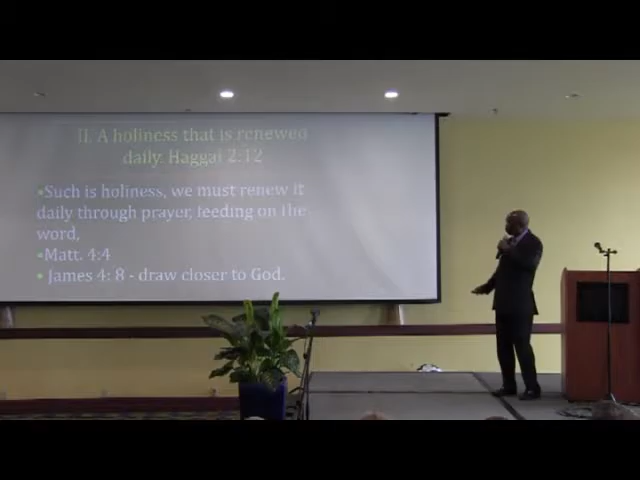 II. A holiness that is renewed
daily. Haggai 2:12
•Such is holiness, we must renew it
daily through prayer, feeding on the
word,
•Matt. 4:4
• James 4: 8 - draw closer to God.